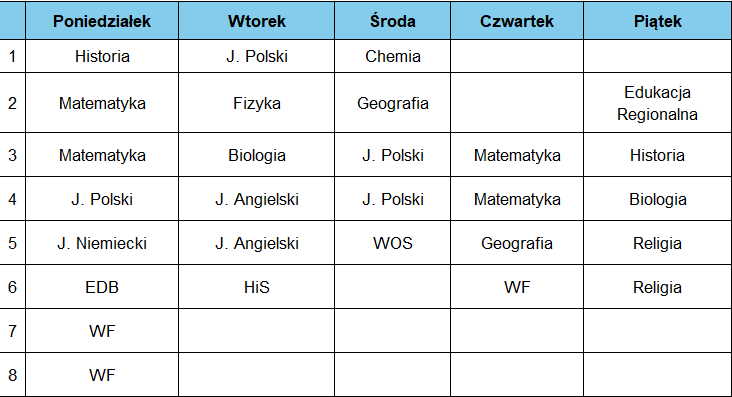 Poniedziałek Wtorek Środa Czwartek Piątek
1 Historia J. Polski Chemia
2 Matematyka Fizyka Geografia Edukacja
Regionalna
3 Matematyka Biologia J. Polski Matematyka Historia
4 J. Polski J. Angielski J. Polski Matematyka Biologia
5 J. Niemiecki J. Angielski WOS Geografia Religia
6 EDB HiS WF Religia
7 WF
8 WF